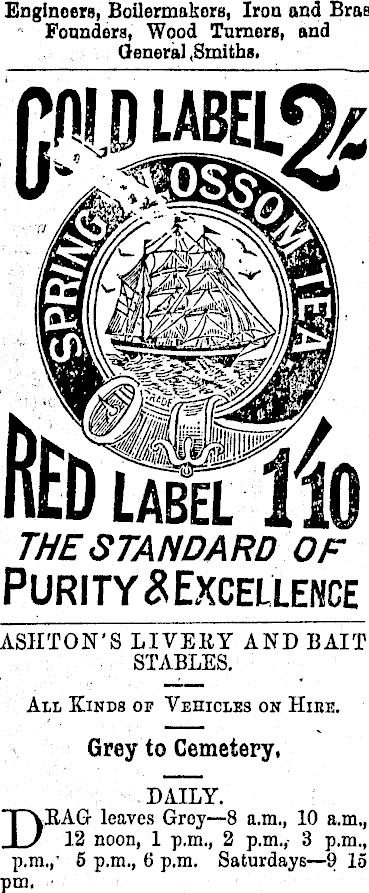 Engineers, Boilermakers, Iron and Bras
Founders, Wood Turners, and
General Smiths.
GOLD LABEL 2/-
SPRING BLOSSOM TEA
TRADE
RED LABEL 1/10
THE STANDARD OF
PURITY & EXCELLENCE
ASHTON'S LIVERY AND BAIT
STABLES.
ALL KINDS OF VEHICLES ON HIRE.
Grey to Cemetery.
DAILY.
DRAG leaves Grey—8 a.m., 10 a.m.,
12 noon, 1 p.m., 2 p.m., 3 p.m.,
p.m., 5 p.m., 6 p.m. Saturdays—9 15
pm.